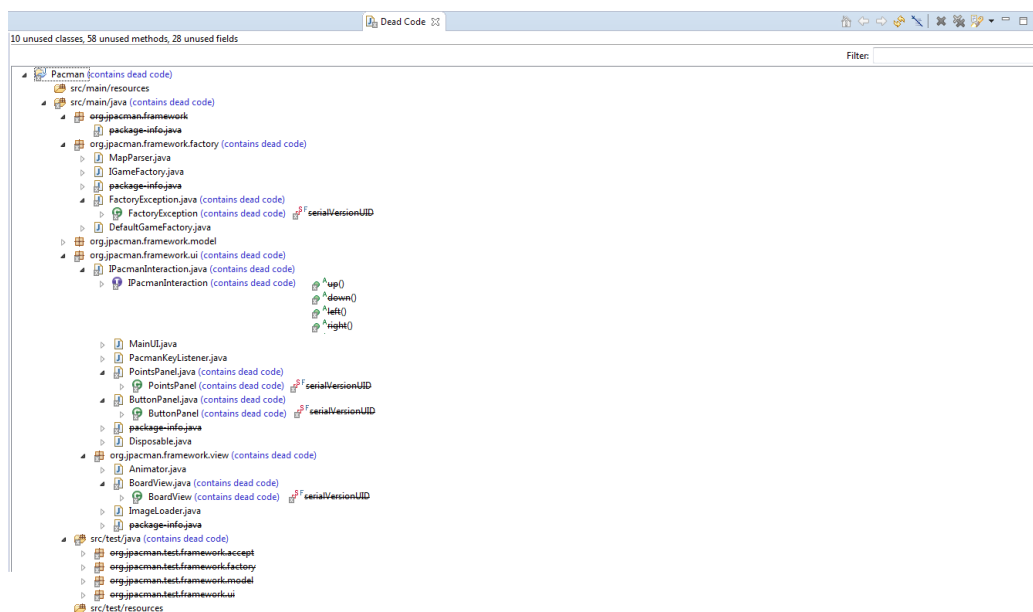 Dead Code
10 unused classes, 58 unused methods, 28 unused fields
Filter:
Pacman (contains dead code)
src/main/resources
src/main/java (contains dead code)
org.jpacman.framework
package-info.java
org.jpacman.framework.factory (contains dead code)
MapParser.java
IGameFactory.java
package-info.java
FactoryException.java (contains dead code)
FactoryException (contains dead code) SF serialVersionUID
DefaultGameFactory.java
org.jpacman.framework.model
org.jpacman.framework.ui (contains dead code)
IPacmanInteraction.java (contains dead code)
IPacmanInteraction (contains dead code) A up()
A down()
A left()
A right()
MainUI.java
PacmanKeyListener.java
PointsPanel.java (contains dead code)
PointsPanel (contains dead code) SF serialVersionUID
ButtonPanel.java (contains dead code)
ButtonPanel (contains dead code) SF serialVersionUID
package-info.java
Disposable.java
org.jpacman.framework.view (contains dead code)
Animator.java
BoardView.java (contains dead code)
BoardView (contains dead code) SF serialVersionUID
ImageLoader.java
package-info.java
src/test/java (contains dead code)
org.jpacman.test.framework.accept
org.jpacman.test.framework.factory
org.jpacman.test.framework.model
org.jpacman.test.framework.ui
src/test/resources